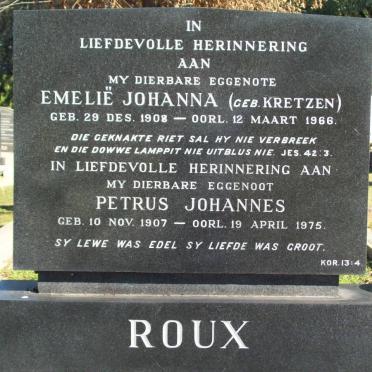 IN
LIEFDEVOLLE HERINNERING
AAN
MY DIERBARE EGGENOTE
EMELIË JOHANNA (GEB. KRETZEN)
GEB. 29 DES. 1908 — OORL. 12 MAART 1966.
DIE GEKNAKTE RIET SAL HY NIE VERBREEK
EN DIE DOWWE LAMPPIT NIE UITBLUS NIE. JES. 42:3.
IN LIEFDEVOLLE HERINNERING AAN
MY DIERBARE EGGENOOT
PETRUS JOHANNES
GEB. 10 NOV. 1907 — OORL. 19 APRIL 1975.
SY LEWE WAS EDEL SY LIEFDE WAS GROOT.
KOR. 13:4.
ROUX